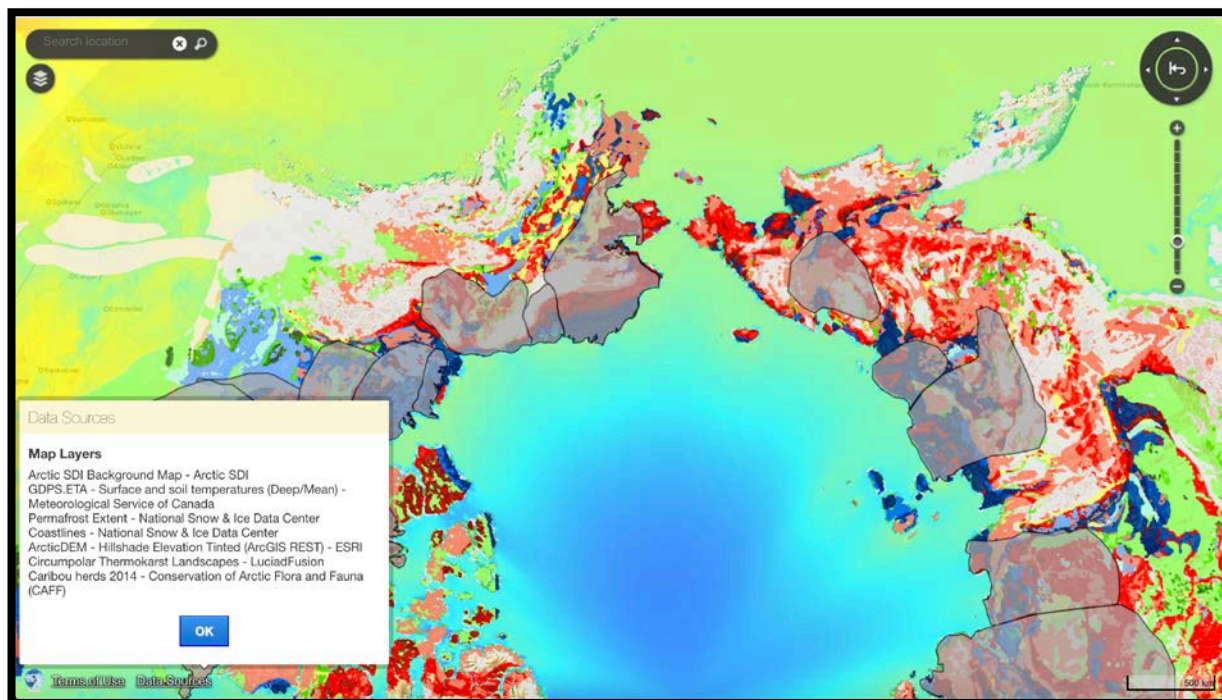 Search location
Vancouver
Spokane
Okanagan
Data Sources
Map Layers
Arctic SDI Background Map - Arctic SDI
GDPS.ETA - Surface and soil temperatures (Deep/Mean) -
Meteorological Service of Canada
Permafrost Extent - National Snow & Ice Data Center
Coastlines - National Snow & Ice Data Center
ArcticDEM - Hillshade Elevation Tinted (ArcGIS REST) - ESRI
Circumpolar Thermokarst Landscapes - LuciadFusion
Caribou herds 2014 - Conservation of Arctic Flora and Fauna
(CAFF)
OK
Terms of Use Data Sources
500 km